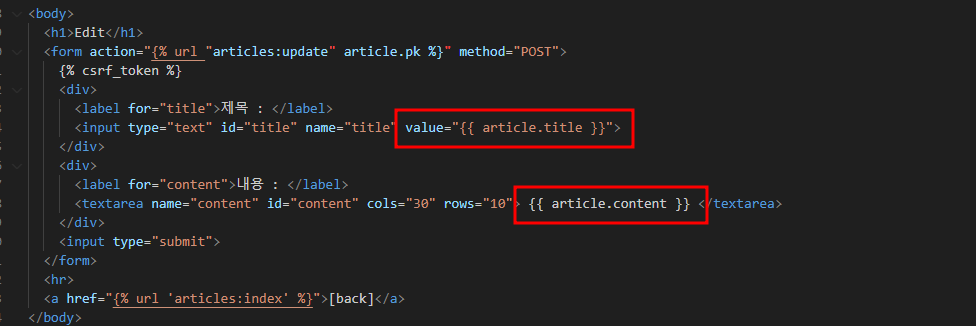 <body>
<h1>Edit</h1>
<form action="{% url "articles:update" article.pk %}" method="POST">
{% csrf_token %}
<div>
<label for="title">제목 : </label>
<input type="text" id="title" name="title" value="{{ article.title }}">
</div>
<div>
<label for="content">내용 : </label>
<textarea name="content" id="content" cols="30" rows="10"> {{ article.content }} </textarea>
</div>
<input type="submit">
</form>
<hr>
<a href="{% url 'articles:index' %}">[back]</a>
</body>